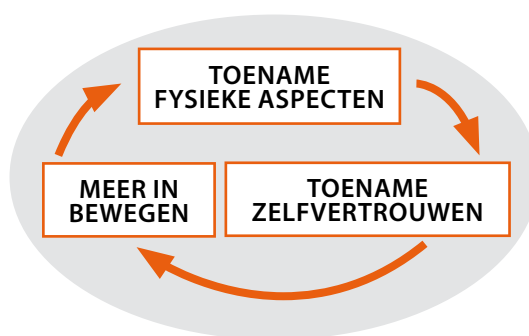 TOENAME
FYSIEKE ASPECTEN
MEER IN
BEWEGEN
TOENAME
ZELFVERTROUWEN